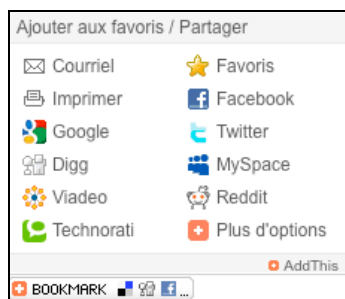 Ajouter aux favoris / Partager
Courriel Favoris
Imprimer Facebook
Google Twitter
Digg MySpace
Viadeo Reddit
Technorati Plus d'options
AddThis
BOOKMARK ...